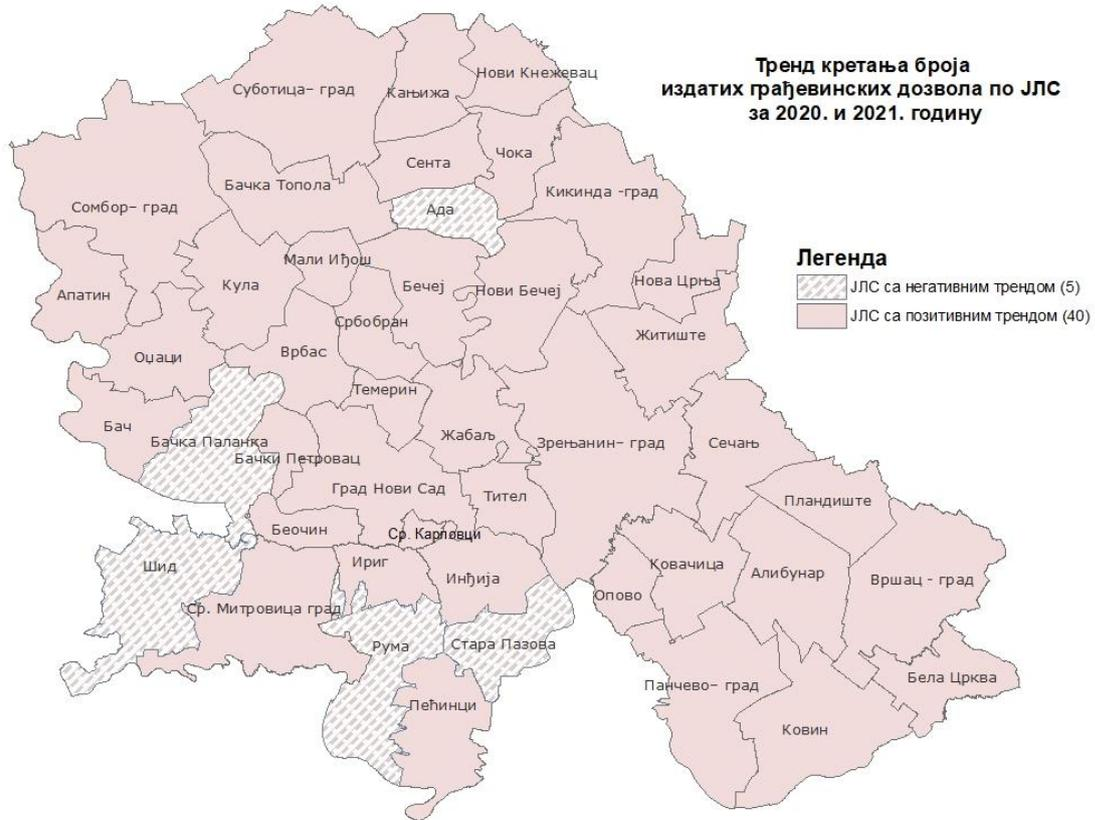 Тренд кретања броја
издатих грађевинских дозвола по ЈЛС
за 2020. и 2021. годину
Легенда
ЈЛС са негативним трендом (5)
ЈЛС са позитивним трендом (40)
Суботица- град
Кањижа
Нови Кнежевац
Сента
Чока
Бачка Топола
Кикинда -град
Сомбор- град
Ада
Мали Иђош
Апатин
Кула
Бечеј
Нови Бечеј
Нова Црња
Србобран
Житиште
Оџаци
Врбас
Темерин
Бач
Бачка Паланка
Жабаљ
Зрењанин- град
Сечањ
Бачки Петровац
Град Нови Сад
Тител
Пландиште
Беочин
Ср. Карловци
Шид
Ириг
Инђија
Ковачица
Алибунар
Вршац - град
Опово
Ср. Митровица град
Рума
Стара Пазова
Панчево- град
Бела Црква
Пећинци
Ковин